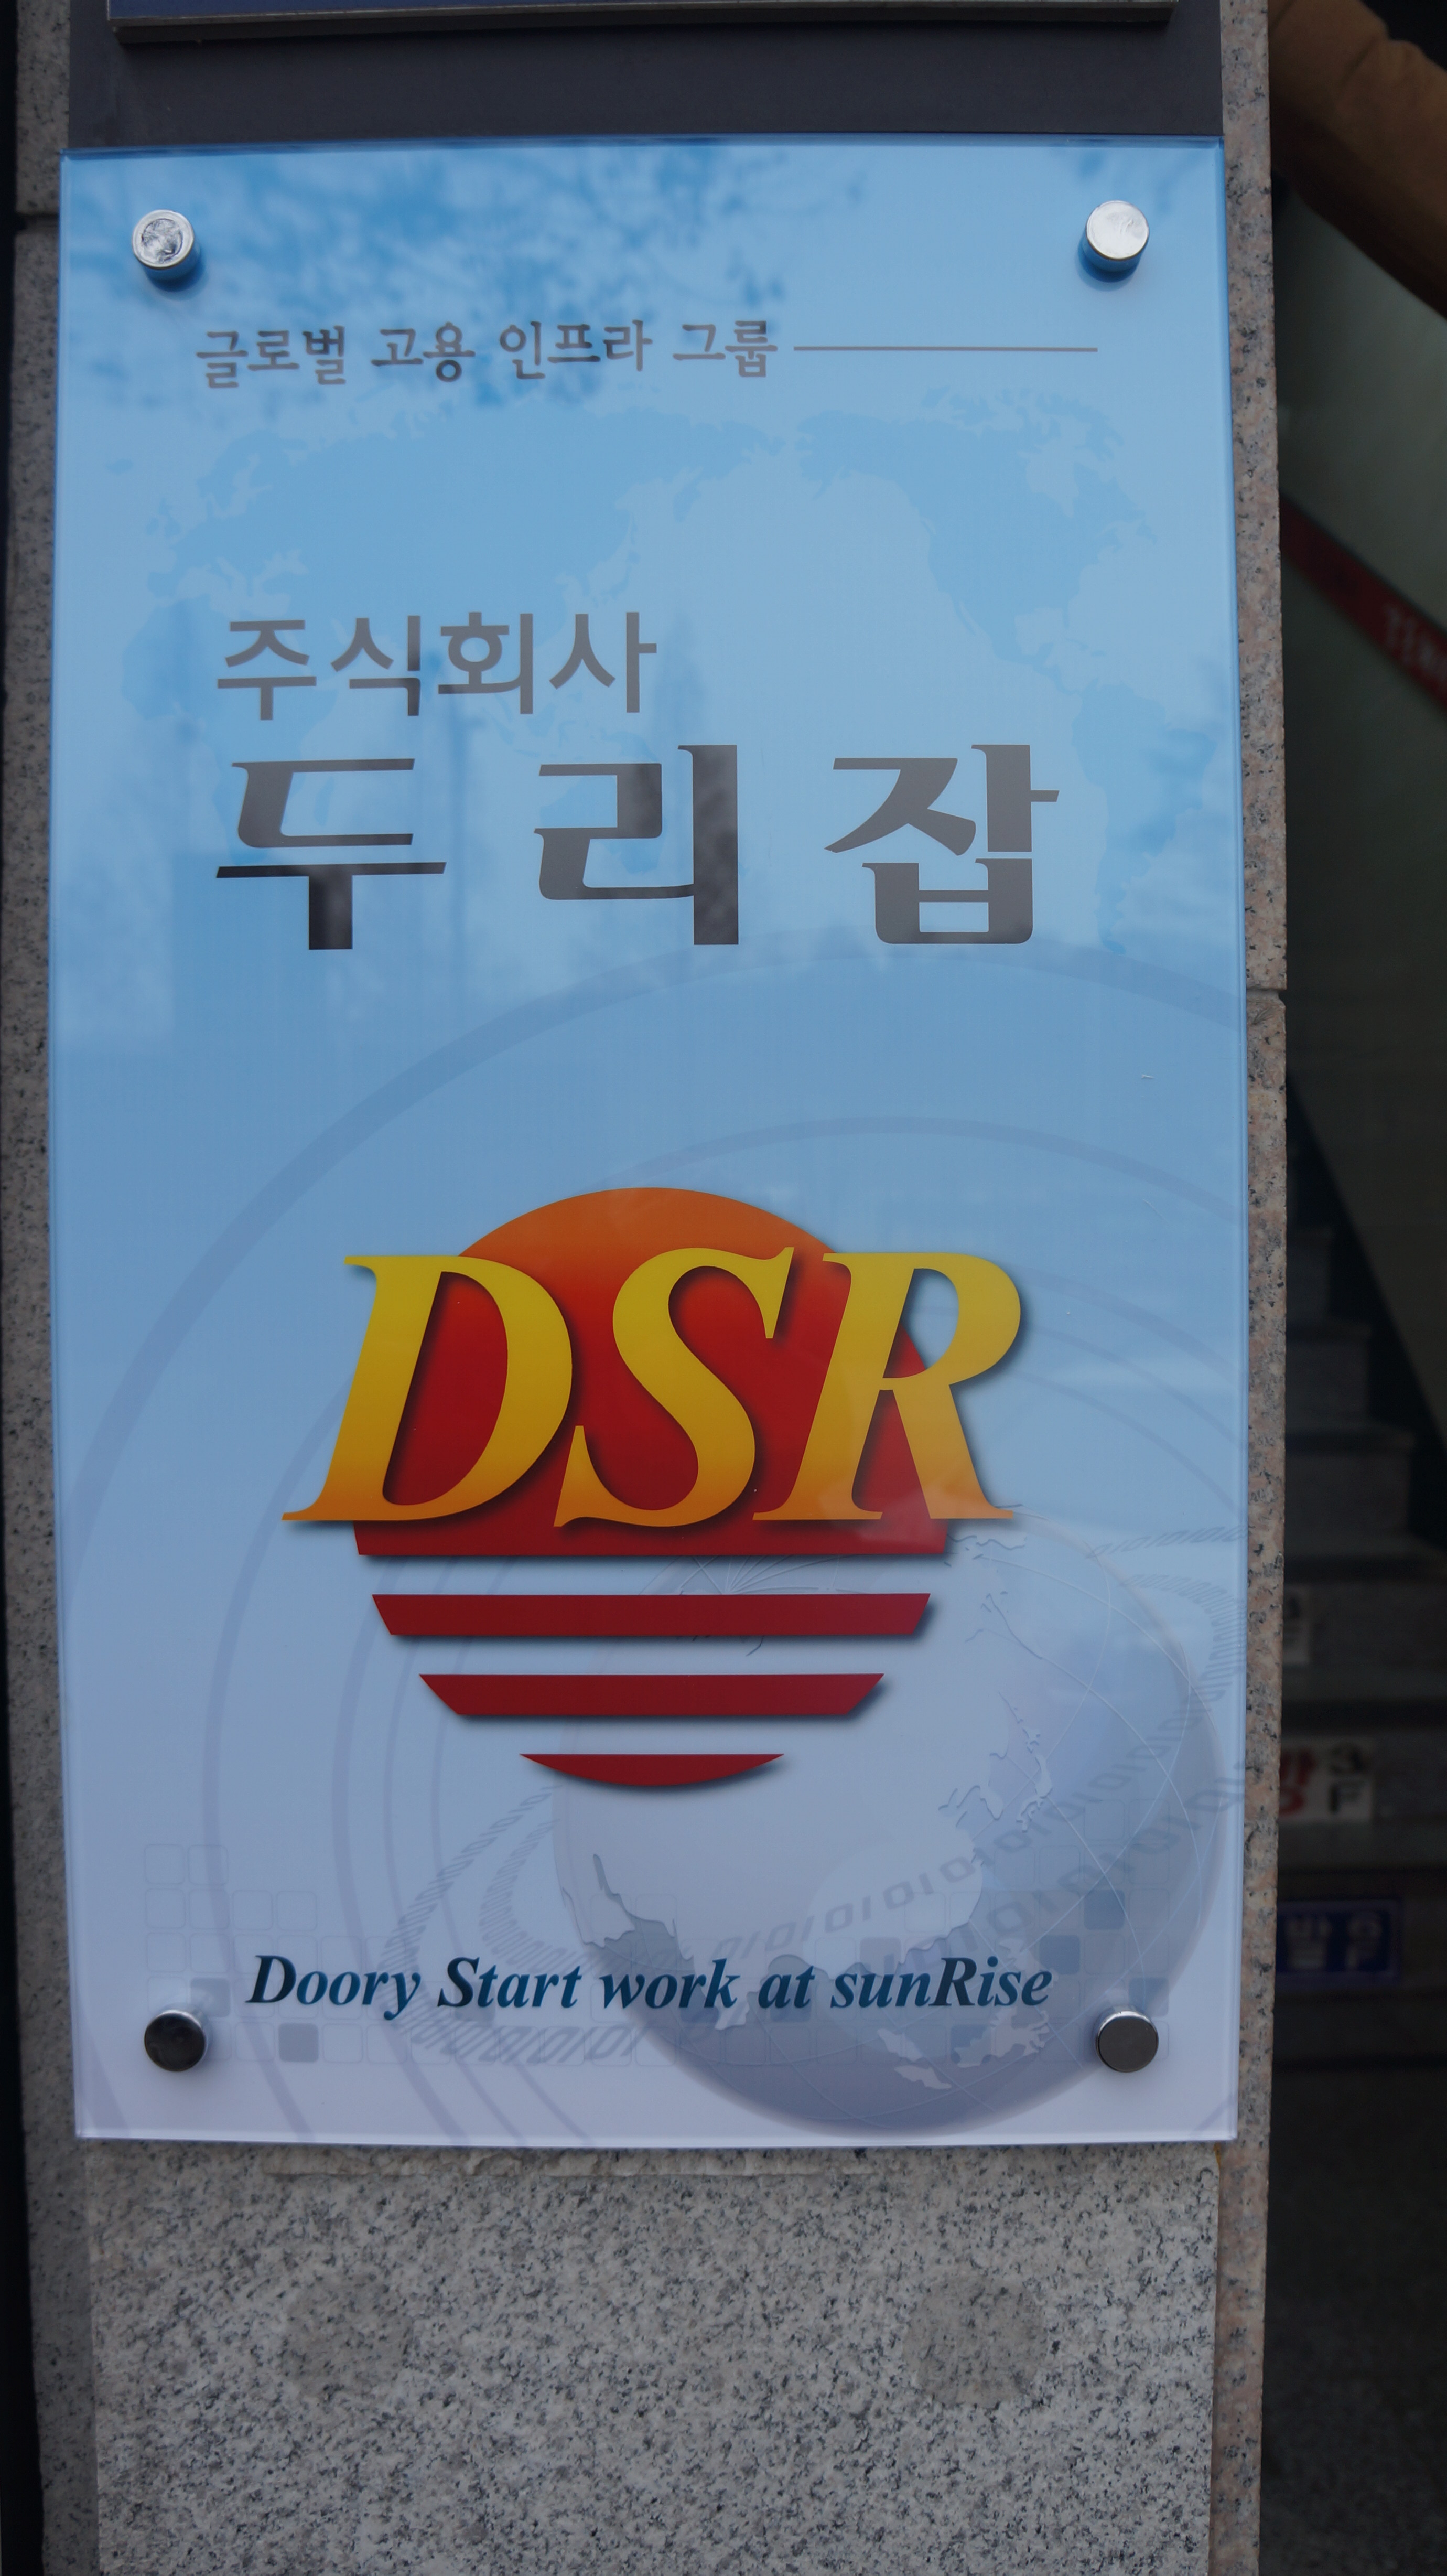 글로벌 고용 인프라 그룹
주식회사
두리잡
DSR
Doory Start work at sunRise